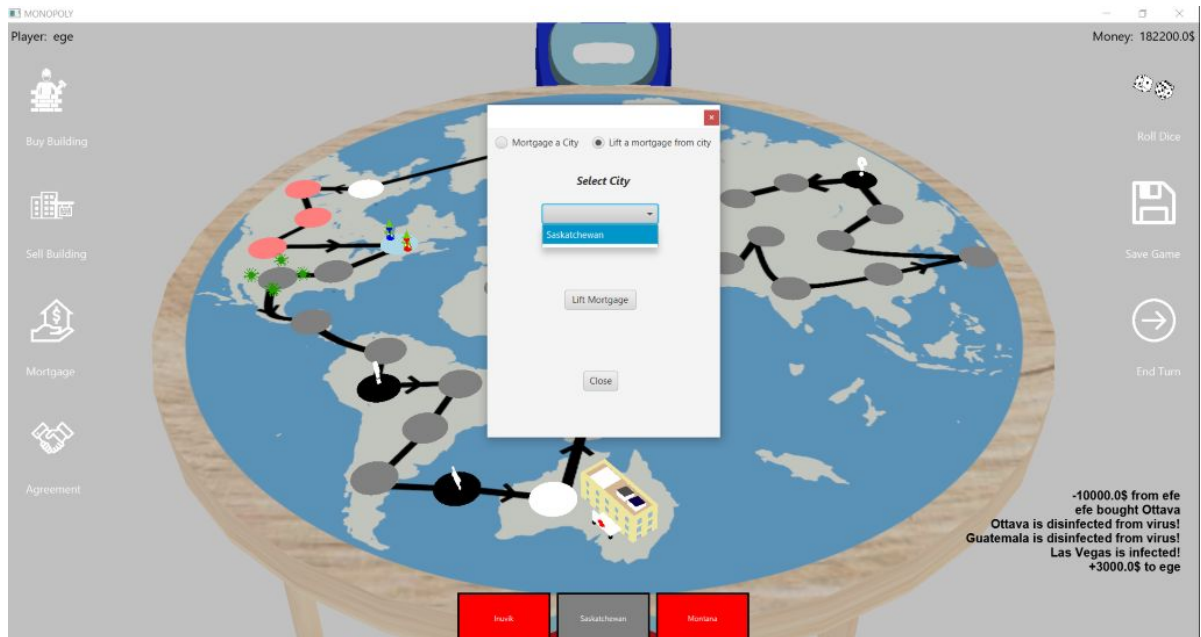 MONOPOLY
Player: ege
Money: 182200.0$
Buy Building
Sell Building
Mortgage
Agreement
Mortgage a City
Lift a mortgage from city
Select City
Saskatchewan
Lift Mortgage
Close
Roll Dice
Save Game
End Turn
-10000.0$ from efe
efe bought Ottava
Ottava is disinfected from virus!
Guatemala is disinfected from virus!
Las Vegas is infected!
+3000.0$ to ege
Inuvik
Saskatchewan
Montana